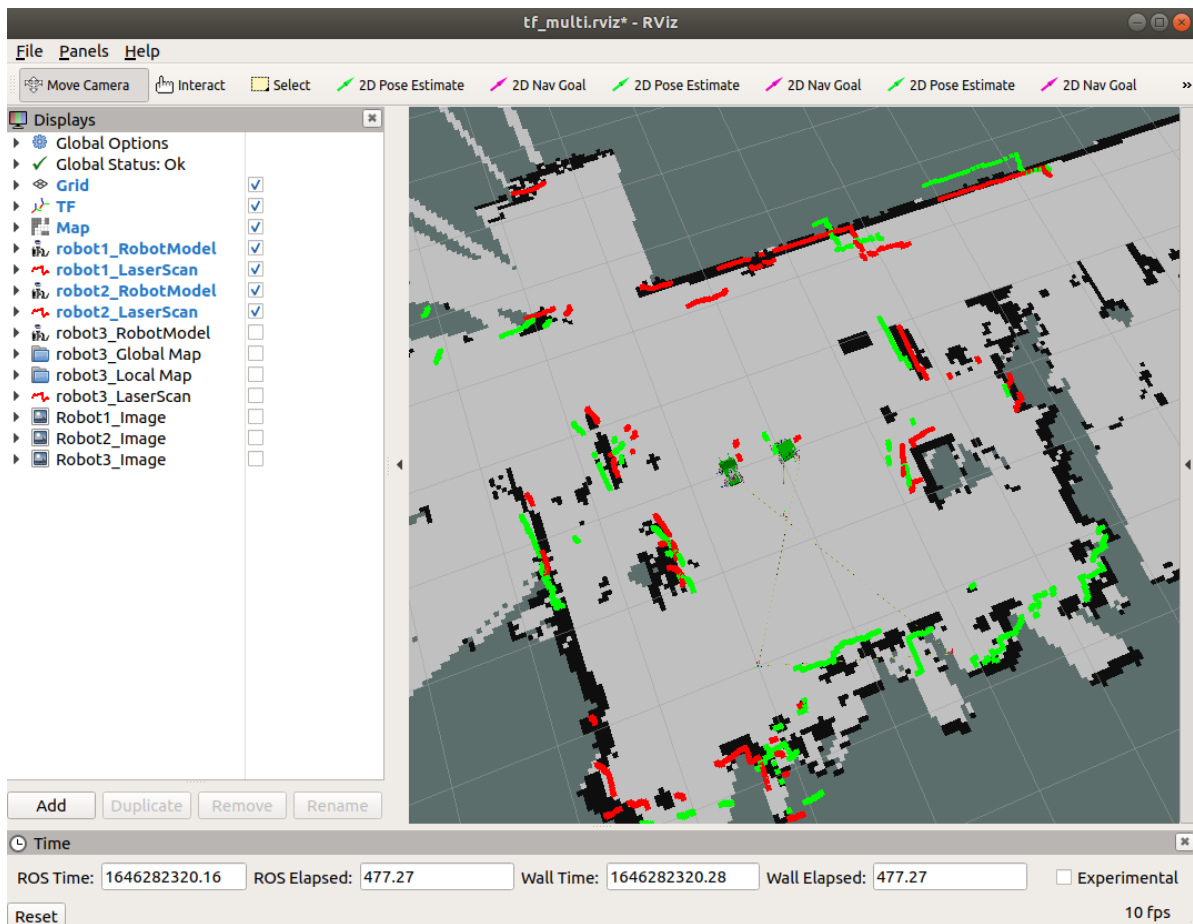 tf_multi.rviz* - RViz
File Panels Help
Move Camera Interact Select 2D Pose Estimate 2D Nav Goal 2D Pose Estimate 2D Nav Goal 2D Pose Estimate 2D Nav Goal »
Displays
Global Options
Global Status: Ok
Grid
TF
Map
robot1_RobotModel
robot1_LaserScan
robot2_RobotModel
robot2_LaserScan
robot3_RobotModel
robot3_Global Map
robot3_Local Map
robot3_LaserScan
Robot1_Image
Robot2_Image
Robot3_Image
Add Duplicate Remove Rename
Time
ROS Time: 1646282320.16 ROS Elapsed: 477.27 Wall Time: 1646282320.28 Wall Elapsed: 477.27 Experimental
Reset 10 fps